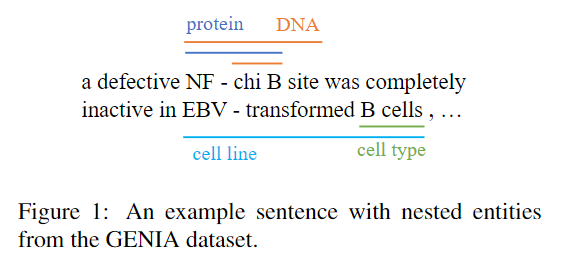 protein DNA
a defective NF - chi B site was completely
inactive in EBV - transformed B cells , …
cell line cell type
Figure 1: An example sentence with nested entities
from the GENIA dataset.